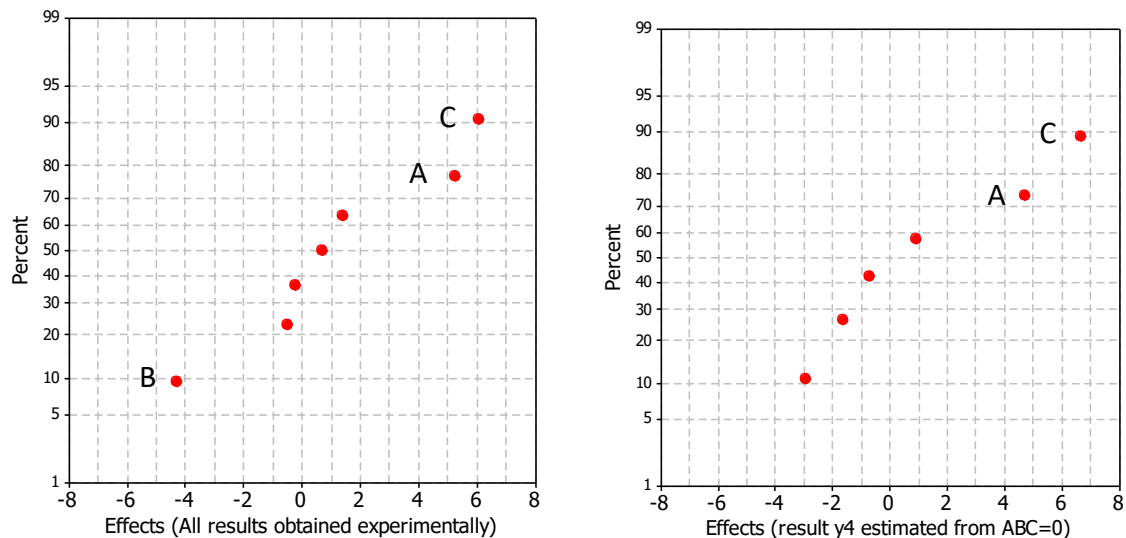 99
95
90
80
70
60
50
40
30
20
10
5
1
Percent
C
A
B
-8 -6 -4 -2 0 2 4 6 8
Effects (All results obtained experimentally)
99
95
90
80
70
60
50
40
30
20
10
5
1
Percent
C
A
-8 -6 -4 -2 0 2 4 6 8
Effects (result y4 estimated from ABC=0)